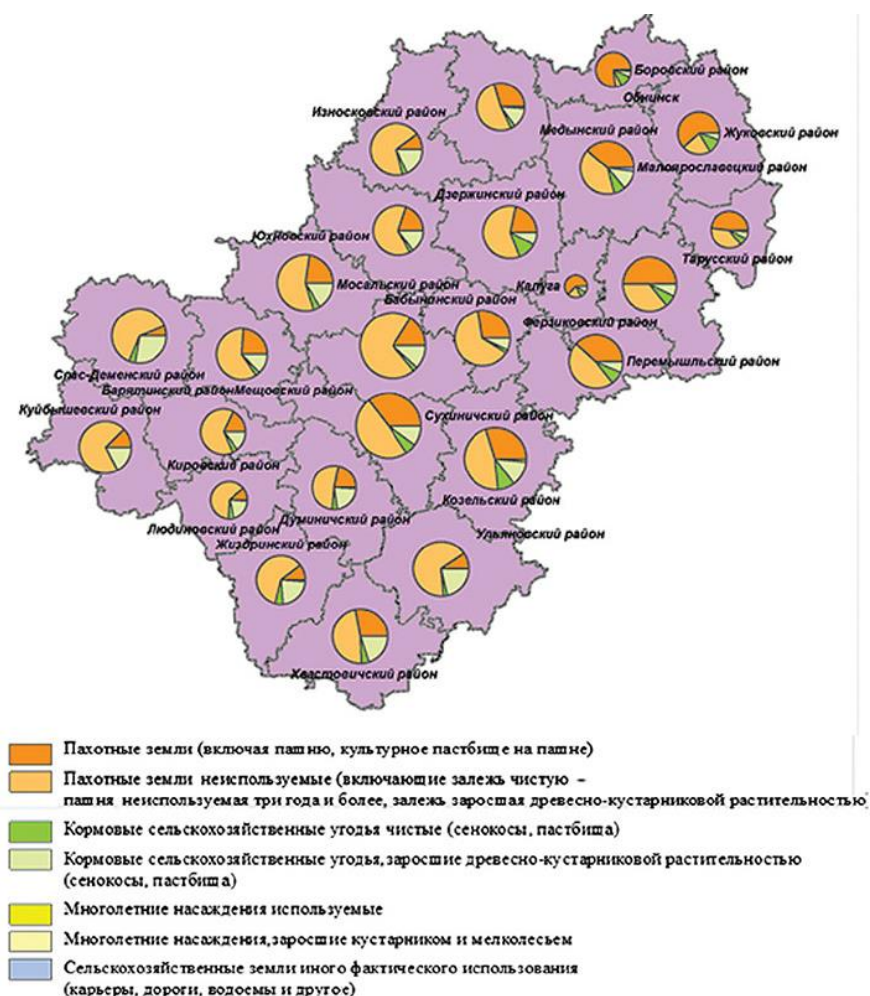 Боровский район
Обнинск
Износковский район
Медынский район
Жуковский район
Малоярославецкий район
Дзержинский район
Юхновский район
Тарусский район
Мосальский район
Калуга
Бабынинский район
Ферзиковский район
Перемышльский район
Спас-Деменский район
Барятинский район
Мещовский район
Куйбышевский район
Сухиничский район
Кировский район
Козельский район
Думиничский район
Людиновский район
Ульяновский район
Жиздринский район
Хвастовичский район
Пахотные земли (включая пашню, культурное пастбище на пашне)
Пахотные земли неиспользуемые (включающие залежь чистую –
пашня неиспользуемая три года и более, залежь заросшая древесно-кустарниковой растительностью
Кормовые сельскохозяйственные угодья чистые (сенокосы, пастбища)
Кормовые сельскохозяйственные угодья, заросшие древесно-кустарниковой растительностью
(сенокосы, пастбища)
Многолетние насаждения используемые
Многолетние насаждения, заросшие кустарником и мелколесьем
Сельскохозяйственные земли иного фактического использования
(карьеры, дороги, водоемы и другое)